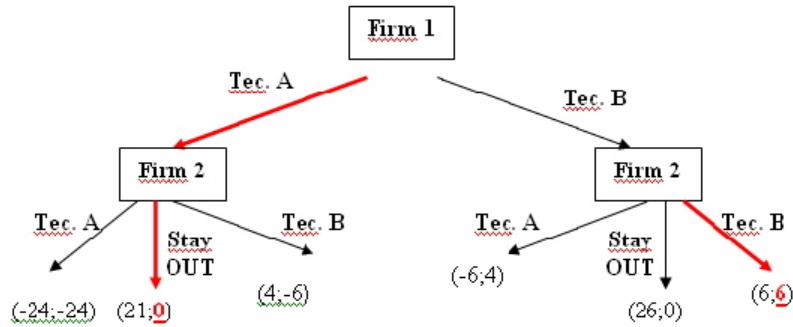 Firm 1
Tec. A
Tec. B
Firm 2
Firm 2
Tec. A
Stay
OUT
Tec. B
Tec. A
Stay
OUT
Tec. B
(-24;-24)
(21;0)
(4;-6)
(-6;4)
(26;0)
(6;6)